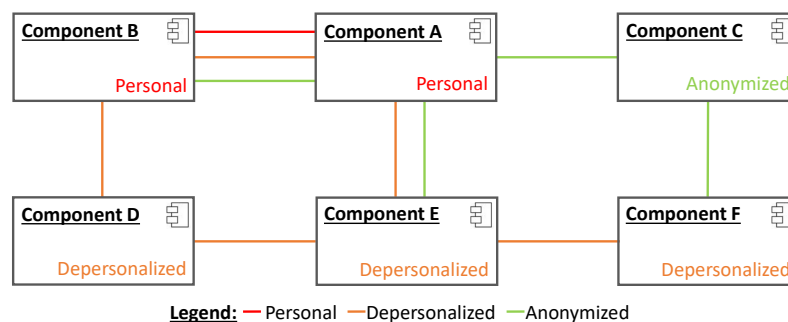 Component B
Personal
Component A
Personal
Component C
Anonymized
Component D
Depersonalized
Component E
Depersonalized
Component F
Depersonalized
Legend: Personal Depersonalized Anonymized